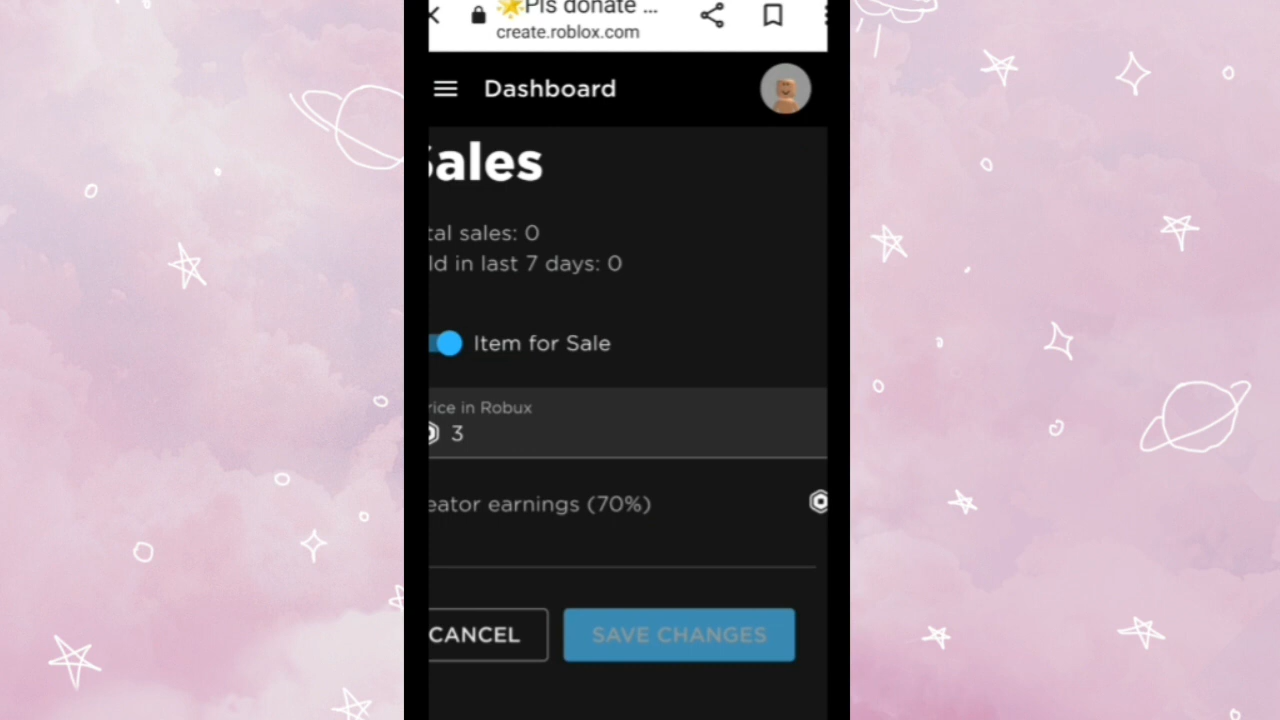 Pls donate ...
create.roblox.com
Dashboard
Sales
tal sales: 0
ld in last 7 days: 0
Item for Sale
rice in Robux
3
eator earnings (70%)
CANCEL
SAVE CHANGES